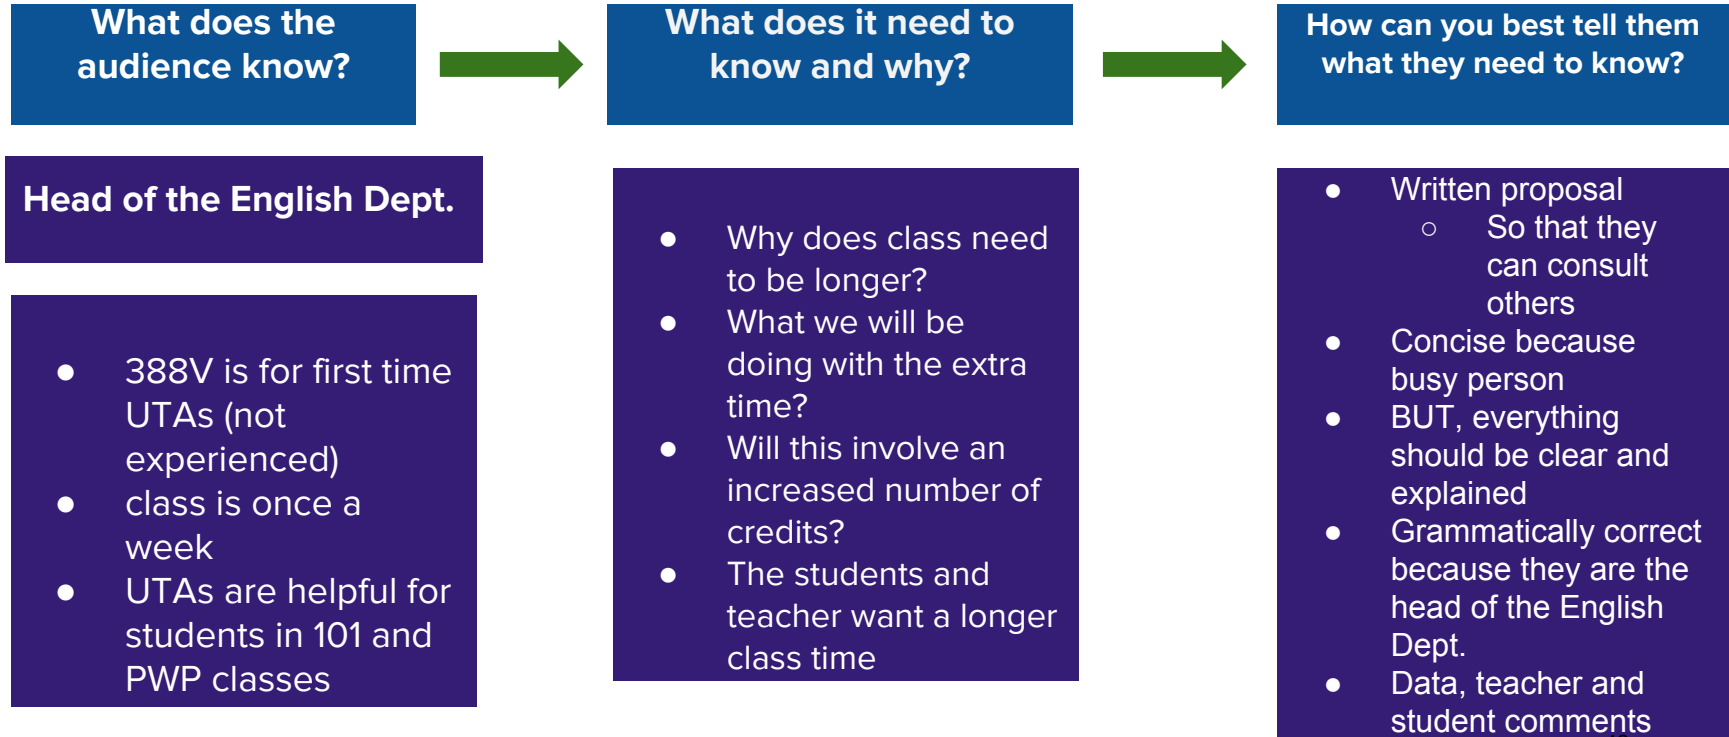 What does the
audience know?
What does it need to
know and why?
How can you best tell them
what they need to know?
Head of the English Dept.
● 388V is for first time
UTAs (not
experienced)
● class is once a
week
● UTAs are helpful for
students in 101 and
PWP classes
● Why does class need
to be longer?
● What we will be
doing with the extra
time?
● Will this involve an
increased number of
credits?
● The students and
teacher want a longer
class time
● Written proposal
○ So that they
can consult
others
● Concise because
busy person
● BUT, everything
should be clear and
explained
● Grammatically correct
because they are the
head of the English
Dept.
● Data, teacher and
student comments